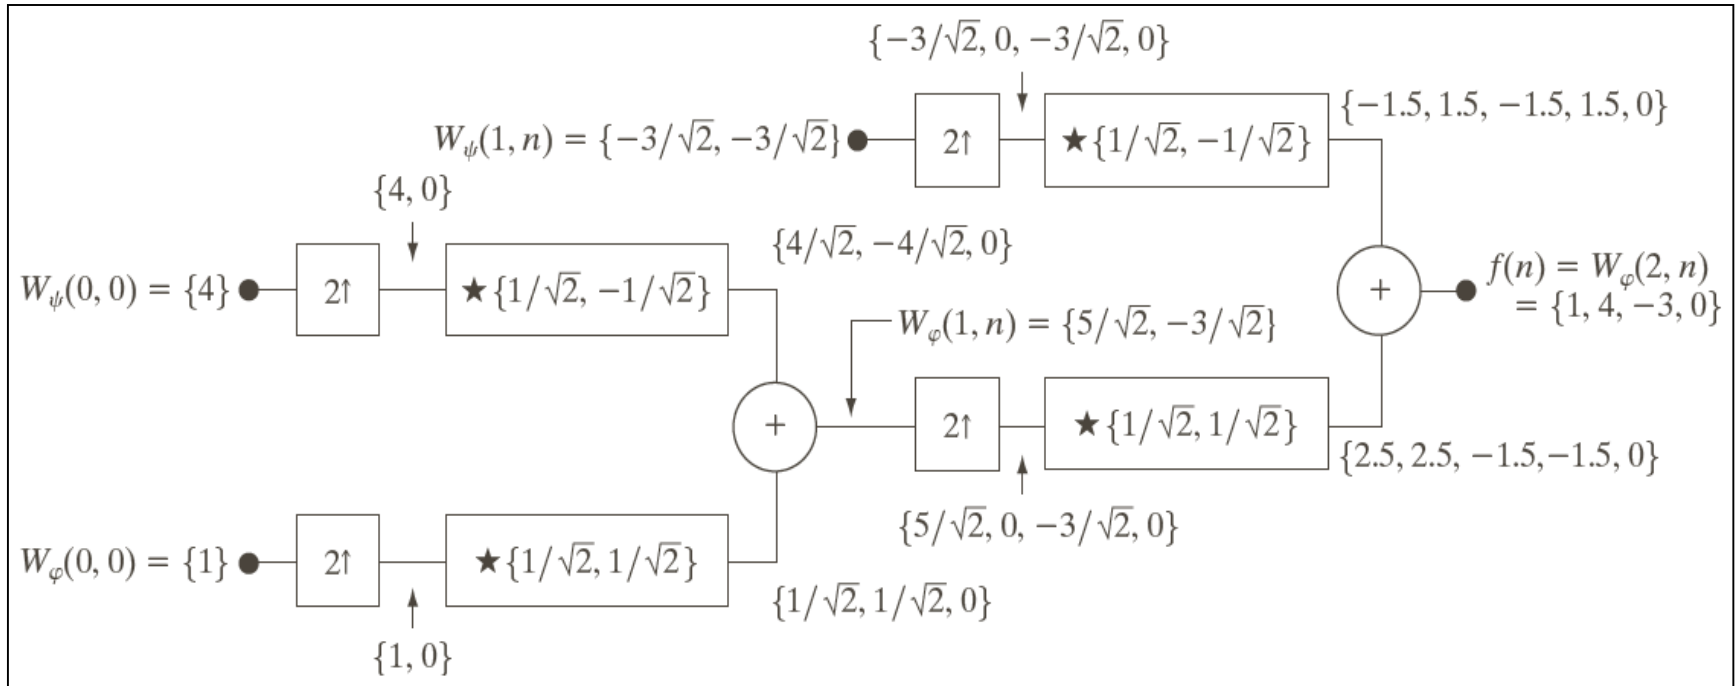 {−3/√2, 0, −3/√2, 0}
W_ψ(1, n) = {−3/√2, −3/√2}
2↑
★{1/√2, −1/√2}
{−1.5, 1.5, −1.5, 1.5, 0}
{4, 0}
W_ψ(0, 0) = {4}
2↑
★{1/√2, −1/√2}
{4/√2, −4/√2, 0}
+
f(n) = W_φ(2, n)
= {1, 4, −3, 0}
W_φ(1, n) = {5/√2, −3/√2}
+
2↑
★{1/√2, 1/√2}
{2.5, 2.5, −1.5,−1.5, 0}
{5/√2, 0, −3/√2, 0}
W_φ(0, 0) = {1}
2↑
★{1/√2, 1/√2}
{1/√2, 1/√2, 0}
{1, 0}